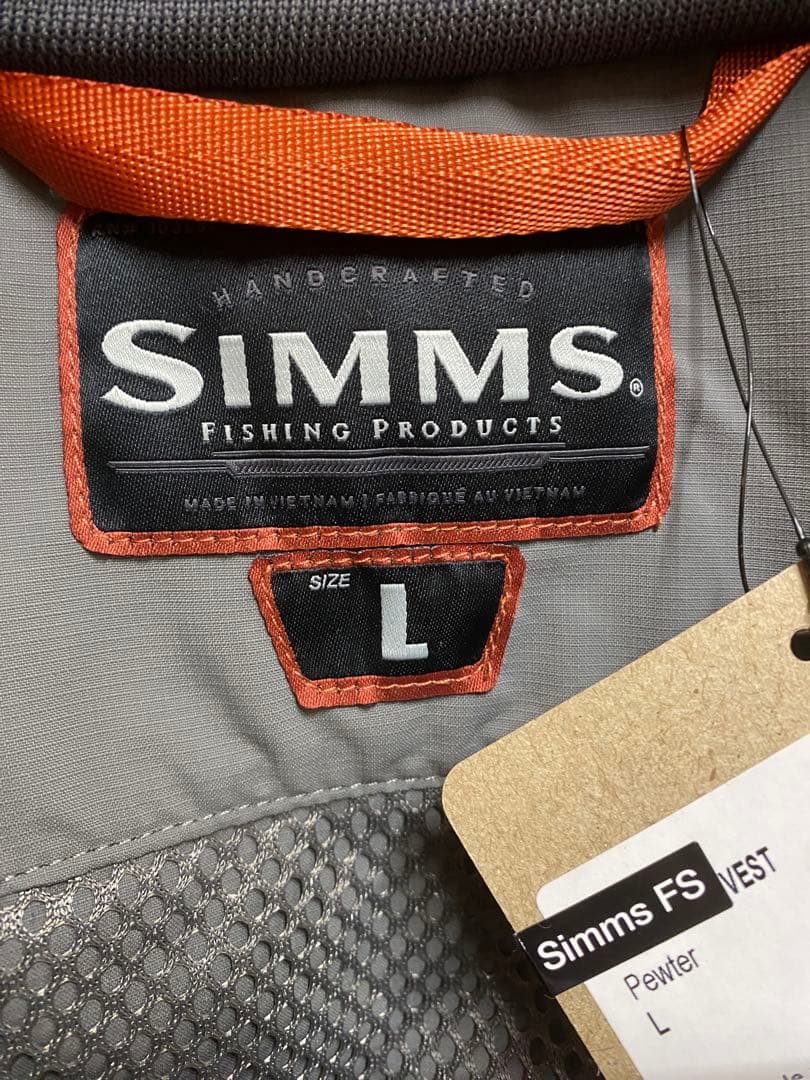 HANDCRAFTED
SIMMS®
FISHING PRODUCTS
MADE IN VIETNAM / FABRIQUÉ AU VIETNAM
SIZE L
Simms FS VEST
Pewter
L